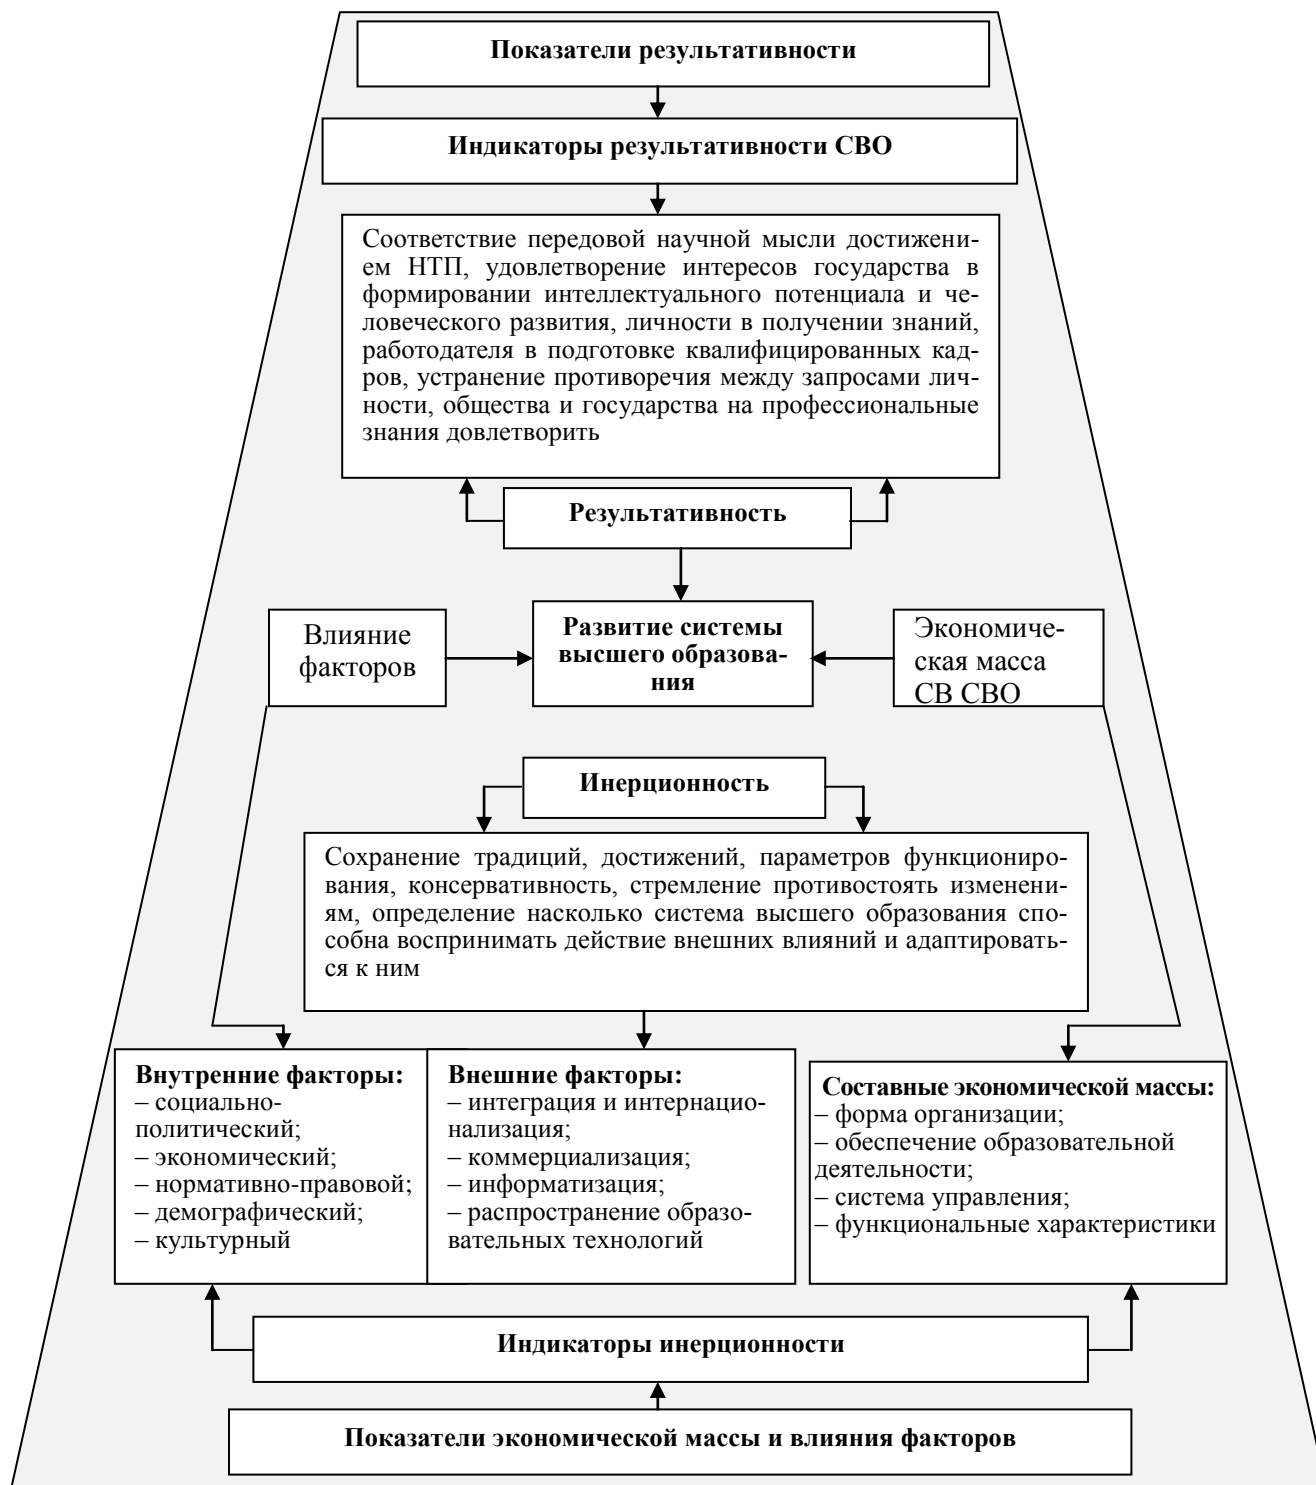 Показатели результативности
Индикаторы результативности СВО
Соответствие передовой научной мысли достижени-
ем НТП, удовлетворение интересов государства в
формировании интеллектуального потенциала и че-
ловеческого развития, личности в получении знаний,
работодателя в подготовке квалифицированных кад-
ров, устранение противоречия между запросами лич-
ности, общества и государства на профессиональные
знания довлетворить
Результативность
Влияние
факторов
Развитие системы
высшего образова-
ния
Экономиче-
ская масса
СВ СВО
Инерционность
Сохранение традиций, достижений, параметров функциониро-
вания, консервативность, стремление противостоять изменени-
ям, определение насколько система высшего образования спо-
собна воспринимать действие внешних влияний и адаптировать-
ся к ним
Внутренние факторы:
– социально-
политический;
– экономический;
– нормативно-правовой;
– демографический;
– культурный
Внешние факторы:
– интеграция и интернацио-
нализация;
– коммерциализация;
– информатизация;
– распространение образо-
вательных технологий
Составные экономической массы:
– форма организации;
– обеспечение образовательной
деятельности;
– система управления;
– функциональные характеристики
Индикаторы инерционности
Показатели экономической массы и влияния факторов